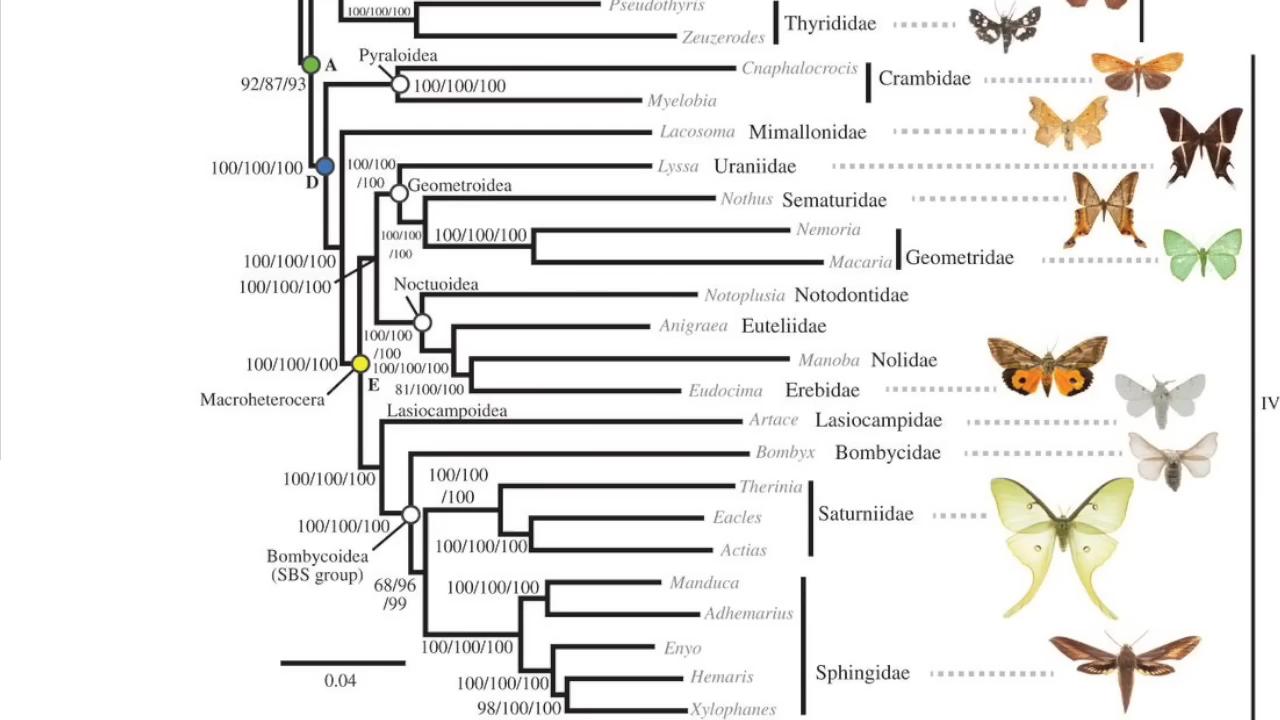 Pseudothyris
100/100/100
Thyrididae
Zeuzerodes
A
Pyraloidea
92/87/93
100/100/100
Cnaphalocrocis
Crambidae
Myelobia
Lacosoma Mimallonidae
100/100/100
D
100/100
/100
Lyssa Uraniidae
Geometroidea
Nothus Sematuridae
100/100
/100
100/100/100
Nemoria
Macaria
Geometridae
100/100/100
100/100/100
Noctuoidea
Notoplusia Notodontidae
Anigraea Euteliidae
100/100
/100
100/100/100
Manoba Nolidae
100/100/100
E
81/100/100
Eudocima Erebidae
Macroheterocera
IV
Lasiocampoidea
Artace Lasiocampidae
Bombyx Bombycidae
100/100/100
100/100
/100
Therinia
Saturniidae
Eacles
100/100/100
100/100/100
Actias
Bombycoidea
(SBS group)
68/96
/99
100/100/100
Manduca
Adhemarius
100/100/100
Enyo
Sphingidae
0.04
100/100/100
Hemaris
98/100/100
Xylophanes